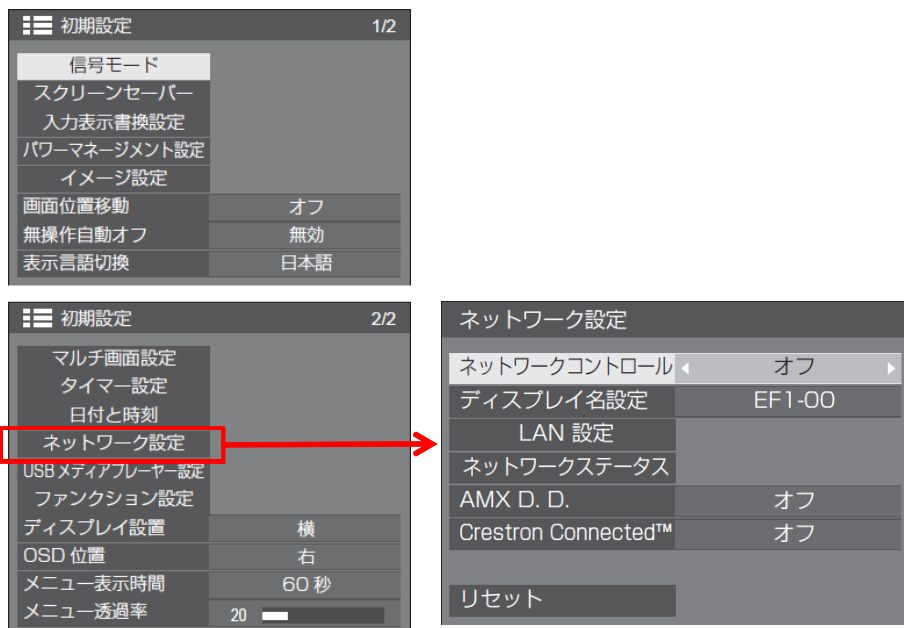 初期設定 1/2
信号モード
スクリーンセーバー
入力表示書換設定
パワーマネージメント設定
イメージ設定
画面位置移動 オフ
無操作自動オフ 無効
表示言語切換 日本語
初期設定 2/2
マルチ画面設定
タイマー設定
日付と時刻
ネットワーク設定
USBメディアプレーヤー設定
ファンクション設定
ディスプレイ設置 横
OSD 位置 右
メニュー表示時間 60 秒
メニュー透過率 20
ネットワーク設定
ネットワークコントロール オフ
ディスプレイ名設定 EF1-00
LAN 設定
ネットワークステータス
AMX D. D. オフ
Crestron Connected™ オフ
リセット